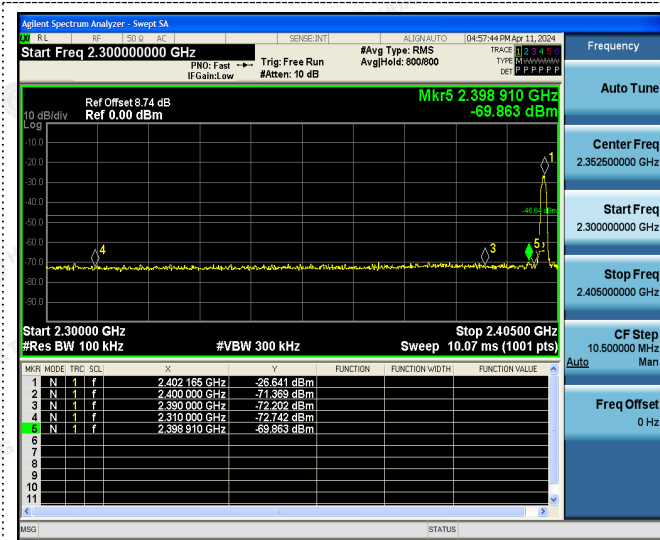 Agilent Spectrum Analyzer - Swept SA
LXI RL RF 50 Ω AC SENSE:INT ALIGN AUTO 04:57:44 PM Apr 11, 2024
Start Freq 2.300000000 GHz
PNO: Fast
IFGain:Low
Trig: Free Run
#Atten: 10 dB
#Avg Type: RMS
Avg|Hold: 800/800
TRACE 1 2 3 4 5 6
TYPE MWWWWW
DET P P P P P P
Frequency
Auto Tune
Center Freq
2.352500000 GHz
Start Freq
2.300000000 GHz
Stop Freq
2.405000000 GHz
CF Step
10.500000 MHz
Auto Man
Freq Offset
0 Hz
Mkr5 2.398 910 GHz
-69.863 dBm
Ref Offset 8.74 dB
10 dB/div Ref 0.00 dBm
Log
-10.0
-20.0
-30.0
-40.0
-50.0
-60.0
-70.0
-80.0
-90.0
1
3
4
5
Start 2.30000 GHz Stop 2.40500 GHz
#Res BW 100 kHz #VBW 300 kHz Sweep 10.07 ms (1001 pts)
MKR MODE TRC SCL X Y FUNCTION FUNCTION WIDTH FUNCTION VALUE
1 N 1 f 2.402 165 GHz -26.641 dBm
2 N 1 f 2.400 000 GHz -71.369 dBm
3 N 1 f 2.390 000 GHz -72.202 dBm
4 N 1 f 2.310 000 GHz -72.742 dBm
5 N 1 f 2.398 910 GHz -69.863 dBm
6
7
8
9
10
11
MSG STATUS